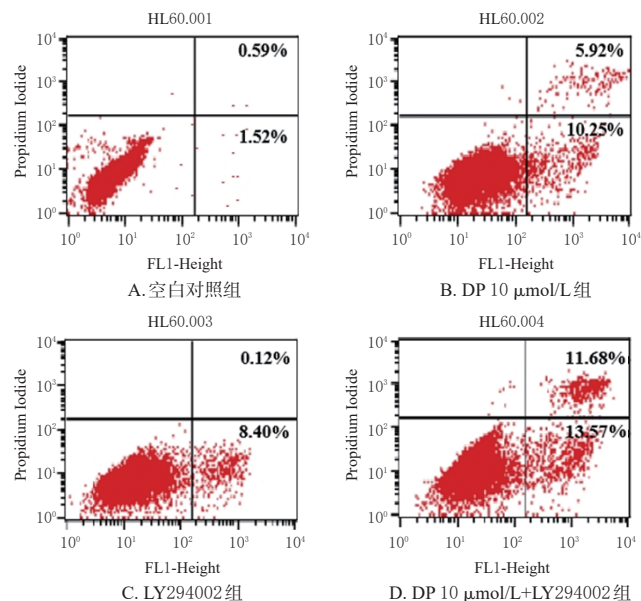 HL60.001
Propidium Iodide
10⁴
10³
10²
10¹
10⁰
0.59%
1.52%
10⁰ 10¹ 10² 10³ 10⁴
FL1-Height
A. 空白对照组
HL60.002
Propidium Iodide
10⁴
10³
10²
10¹
10⁰
5.92%
10.25%
10⁰ 10¹ 10² 10³ 10⁴
FL1-Height
B. DP 10 μmol/L组
HL60.003
Propidium Iodide
10⁴
10³
10²
10¹
10⁰
0.12%
8.40%
10⁰ 10¹ 10² 10³ 10⁴
FL1-Height
C. LY294002组
HL60.004
Propidium Iodide
10⁴
10³
10²
10¹
10⁰
11.68%
13.57%
10⁰ 10¹ 10² 10³ 10⁴
FL1-Height
D. DP 10 μmol/L+LY294002组